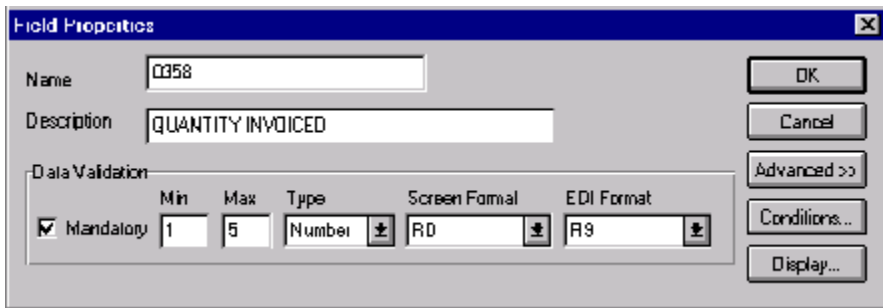 Field Properties
Name 0358 OK
Description QUANTITY INVOICED Cancel
Data Validation Advanced >>
Min Max Type Screen Format EDI Format
Mandatory 1 5 Number R0 R9 Conditions...
Display...